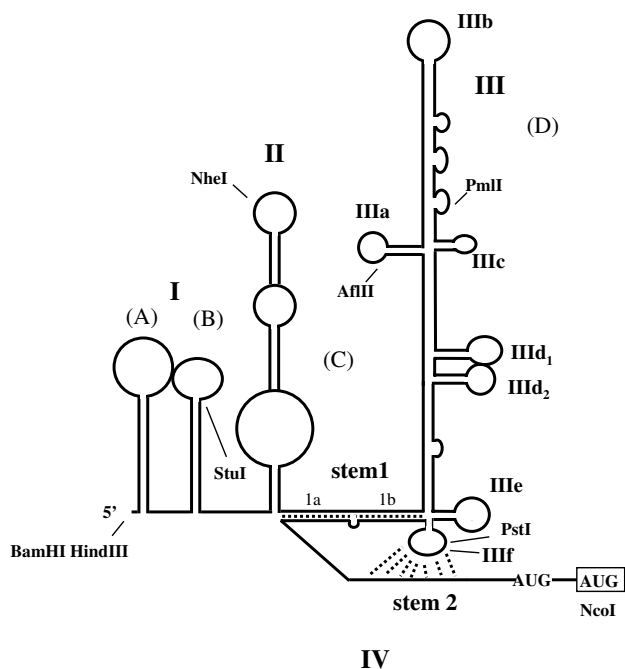 IIIb
III
(D)
II
NheI
PmlI
IIIa
IIIc
AflII
I
(A)
(B)
(C)
IIId1
IIId2
StuI
stem1
1a
1b
IIIe
5’
PstI
BamHI HindIII
IIIf
AUG
AUG
stem 2
NcoI
IV